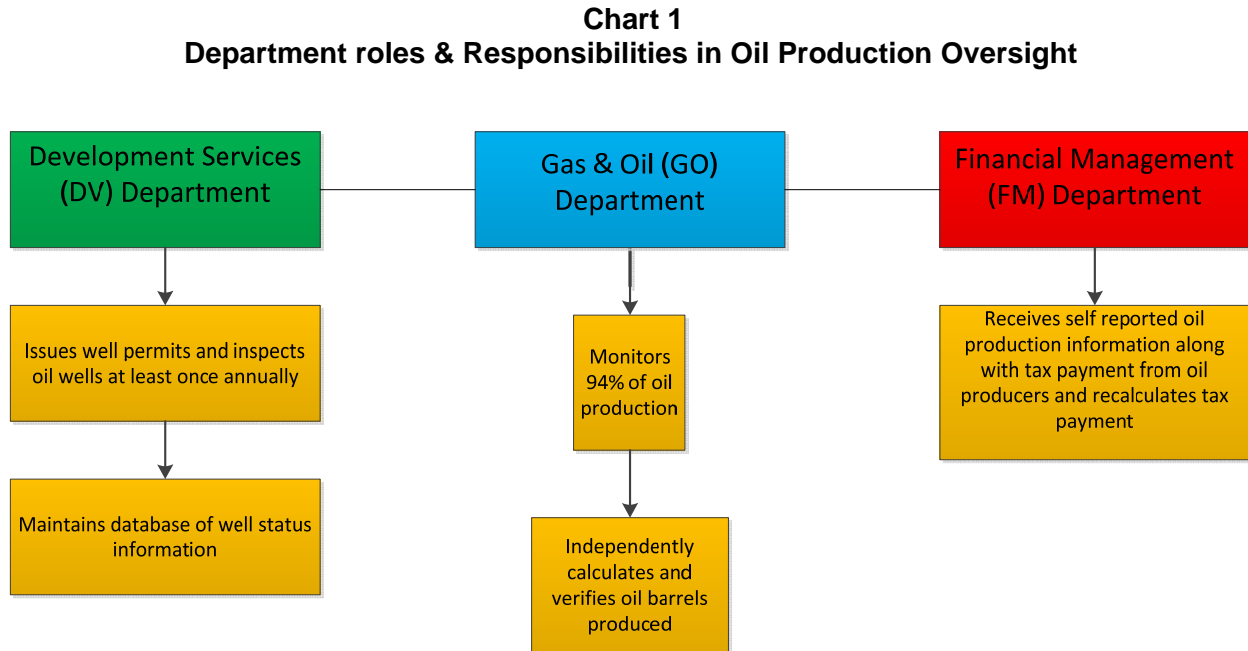 Chart 1
Department roles & Responsibilities in Oil Production Oversight
Development Services
(DV) Department
Issues well permits and inspects
oil wells at least once annually
Maintains database of well status
information
Gas & Oil (GO)
Department
Monitors
94% of oil
production
Independently
calculates and
verifies oil barrels
produced
Financial Management
(FM) Department
Receives self reported oil
production information along
with tax payment from oil
producers and recalculates tax
payment